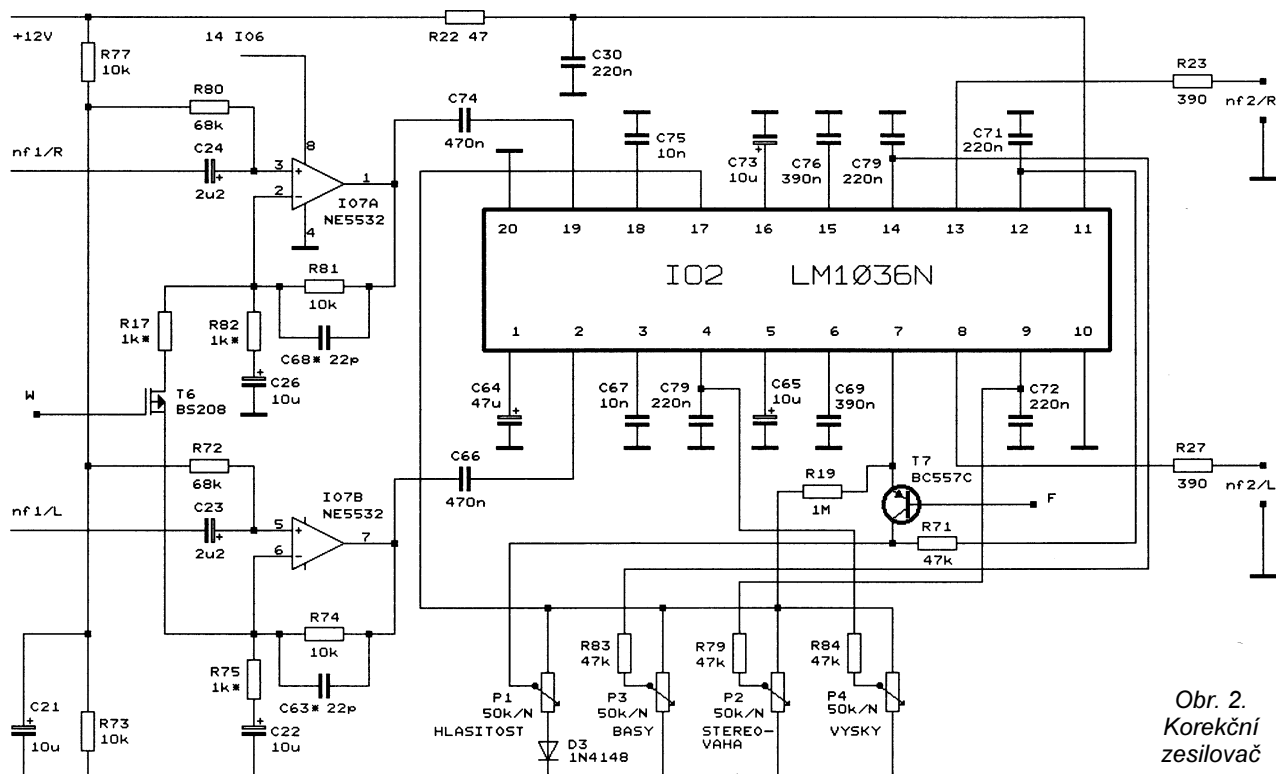 +12V
R77
10k
14 IO6
R22 47
C30
220n
R23
390
nf2/R
R80
68k
C74
470n
nf1/R
C24
2u2
3
2
8
1
4
IO7A
NE5532
C75
10n
C73
10u
C76
390n
C79
220n
C71
220n
20 19 18 17 16 15 14 13 12 11
IO2 LM1036N
1 2 3 4 5 6 7 8 9 10
R81
10k
C68* 22p
R17
1k*
R82
1k*
C26
10u
W
T6
BS208
C64
47u
C67
10n
C79
220n
C65
10u
C69
390n
C72
220n
R72
68k
C66
470n
nf1/L
C23
2u2
5
6
7
IO7B
NE5532
R19
1M
T7
BC557C
F
R27
390
nf2/L
R71
47k
R74
10k
C63* 22p
R75
1k*
C22
10u
C21
10u
R73
10k
R83
47k
R79
47k
R84
47k
P1
50k/N
HLASITOST
D3
1N4148
P3
50k/N
BASY
P2
50k/N
STEREO-
VAHA
P4
50k/N
VYSKY
Obr. 2.
Korekční
zesilovač